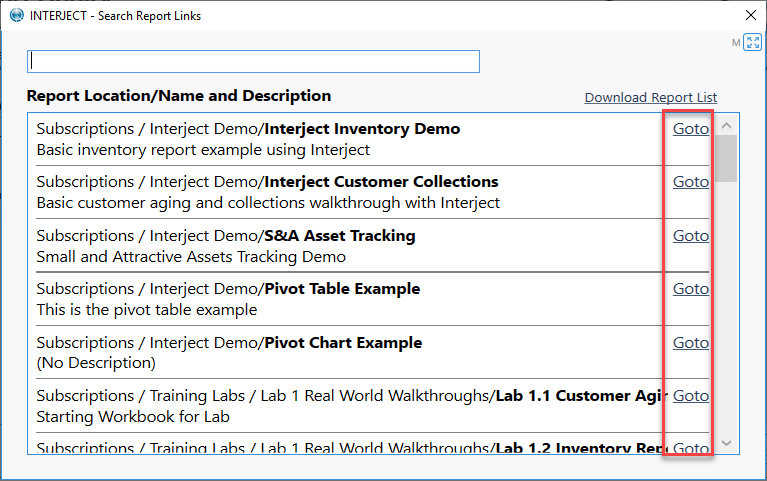 INTERJECT - Search Report Links
M
Report Location/Name and Description
Download Report List
Subscriptions / Interject Demo/Interject Inventory Demo Goto
Basic inventory report example using Interject
Subscriptions / Interject Demo/Interject Customer Collections Goto
Basic customer aging and collections walkthrough with Interject
Subscriptions / Interject Demo/S&A Asset Tracking Goto
Small and Attractive Assets Tracking Demo
Subscriptions / Interject Demo/Pivot Table Example Goto
This is the pivot table example
Subscriptions / Interject Demo/Pivot Chart Example Goto
(No Description)
Subscriptions / Training Labs / Lab 1 Real World Walkthroughs/Lab 1.1 Customer Agi Goto
Starting Workbook for Lab
Subscriptions / Training Labs / Lab 1 Real World Walkthroughs/Lab 1.2 Inventory Rep Goto